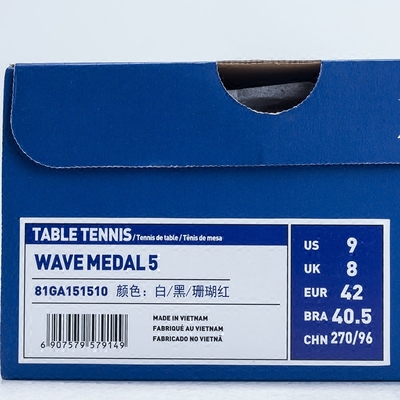 TABLE TENNIS / Tennis de table / Tênis de mesa
WAVE MEDAL 5
81GA151510 颜色: 白/黑/珊瑚红
MADE IN VIETNAM
FABRIQUÉ AU VIETNAM
FABRICADO NO VIETNÃ
6 907579 579149
US 9
UK 8
EUR 42
BRA 40.5
CHN 270/96